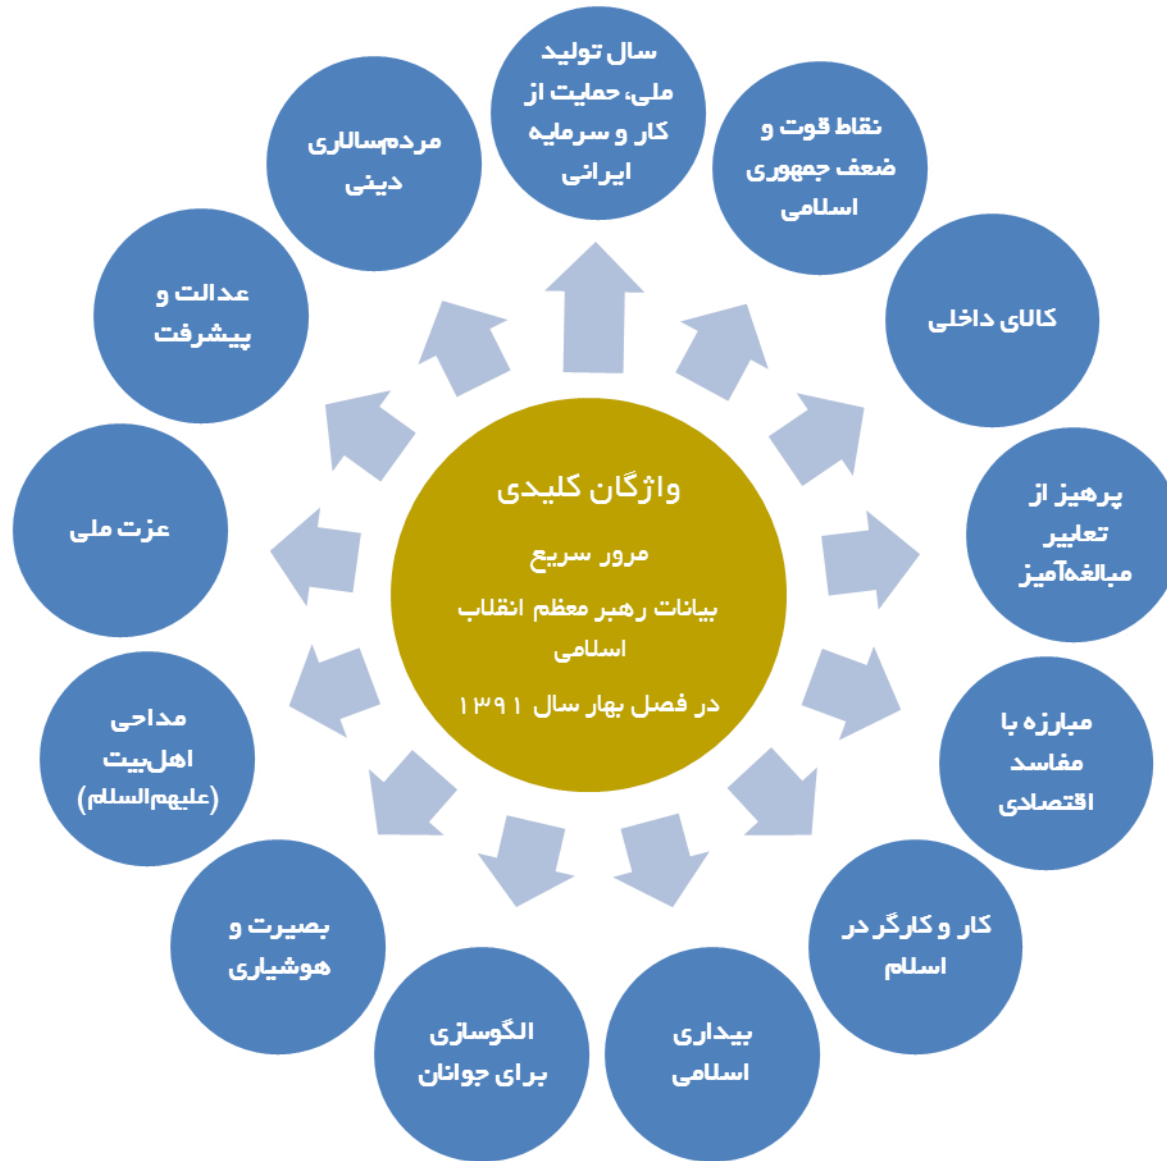 واژگان کلیدی
مرور سریع
بیانات رهبر معظم انقلاب
اسلامی
در فصل بهار سال ۱۳۹۱
سال تولید
ملی، حمایت از
کار و سرمایه
ایرانی
نقاط قوت و
ضعف جمهوری
اسلامی
کالای داخلی
پرهیز از
تعابیر
مبالغه‌آمیز
مبارزه با
مفاسد
اقتصادی
کار و کارگر در
اسلام
بیداری
اسلامی
الگوسازی
برای جوانان
بصیرت و
هوشیاری
مداحی
اهل‌بیت
(علیهم‌السلام)
عزت ملی
عدالت و
پیشرفت
مردم‌سالاری
دینی